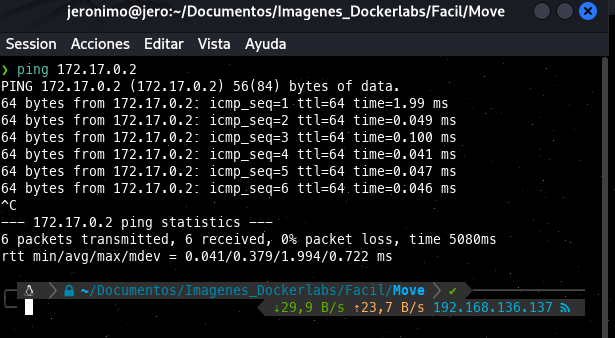 jeronimo@jero:~/Documentos/Imagenes_Dockerlabs/Facil/Move
Session Acciones Editar Vista Ayuda
❯ ping 172.17.0.2
PING 172.17.0.2 (172.17.0.2) 56(84) bytes of data.
64 bytes from 172.17.0.2: icmp_seq=1 ttl=64 time=1.99 ms
64 bytes from 172.17.0.2: icmp_seq=2 ttl=64 time=0.049 ms
64 bytes from 172.17.0.2: icmp_seq=3 ttl=64 time=0.100 ms
64 bytes from 172.17.0.2: icmp_seq=4 ttl=64 time=0.041 ms
64 bytes from 172.17.0.2: icmp_seq=5 ttl=64 time=0.047 ms
64 bytes from 172.17.0.2: icmp_seq=6 ttl=64 time=0.046 ms
^C
--- 172.17.0.2 ping statistics ---
6 packets transmitted, 6 received, 0% packet loss, time 5080ms
rtt min/avg/max/mdev = 0.041/0.379/1.994/0.722 ms
~/Documentos/Imagenes_Dockerlabs/Facil/Move ✔
↓29,9 B/s ↑23,7 B/s 192.168.136.137